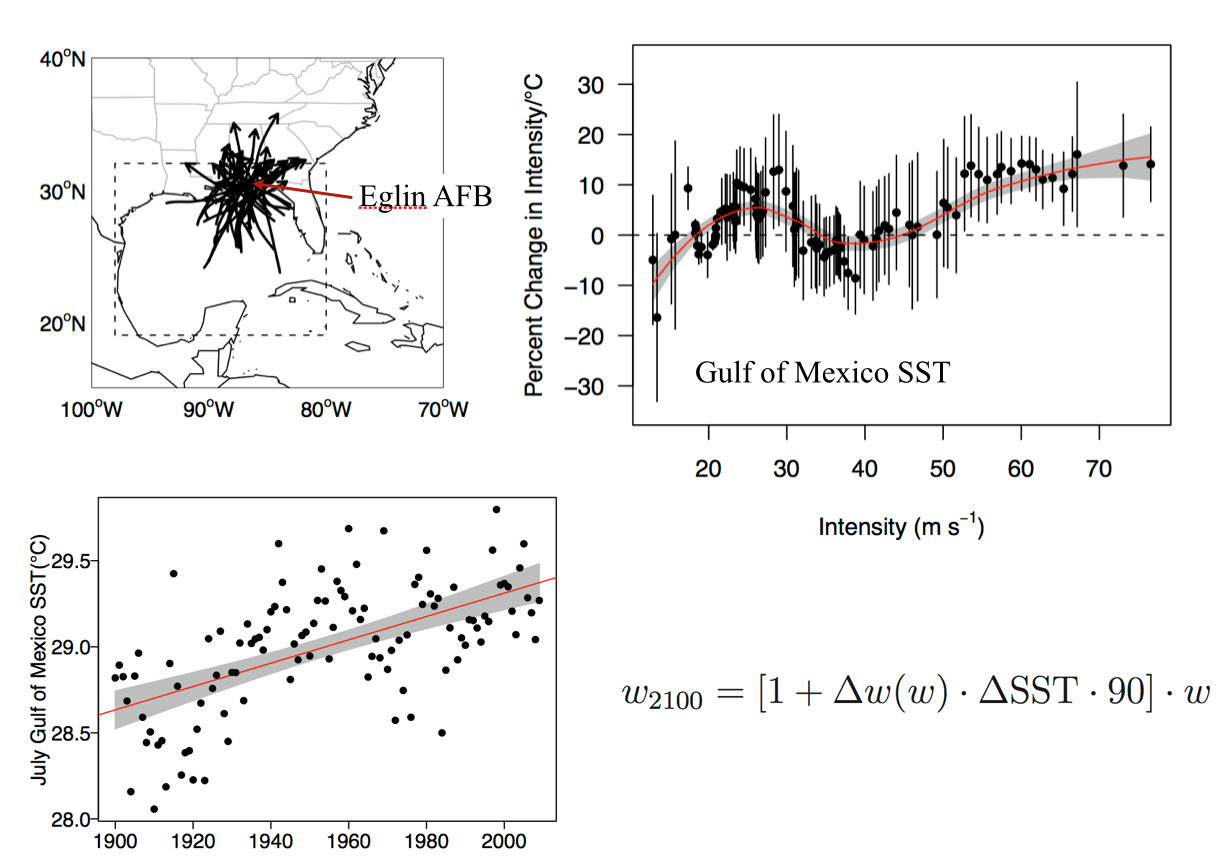 40°N
30°N
20°N
100°W 90°W 80°W 70°W
Eglin AFB
Percent Change in Intensity/°C
30
20
10
0
−10
−20
−30
Gulf of Mexico SST
20 30 40 50 60 70
Intensity (m s⁻¹)
July Gulf of Mexico SST(°C)
29.5
29.0
28.5
28.0
1900 1920 1940 1960 1980 2000
w₂₁₀₀ = [1 + Δw(w) · ΔSST · 90] · w